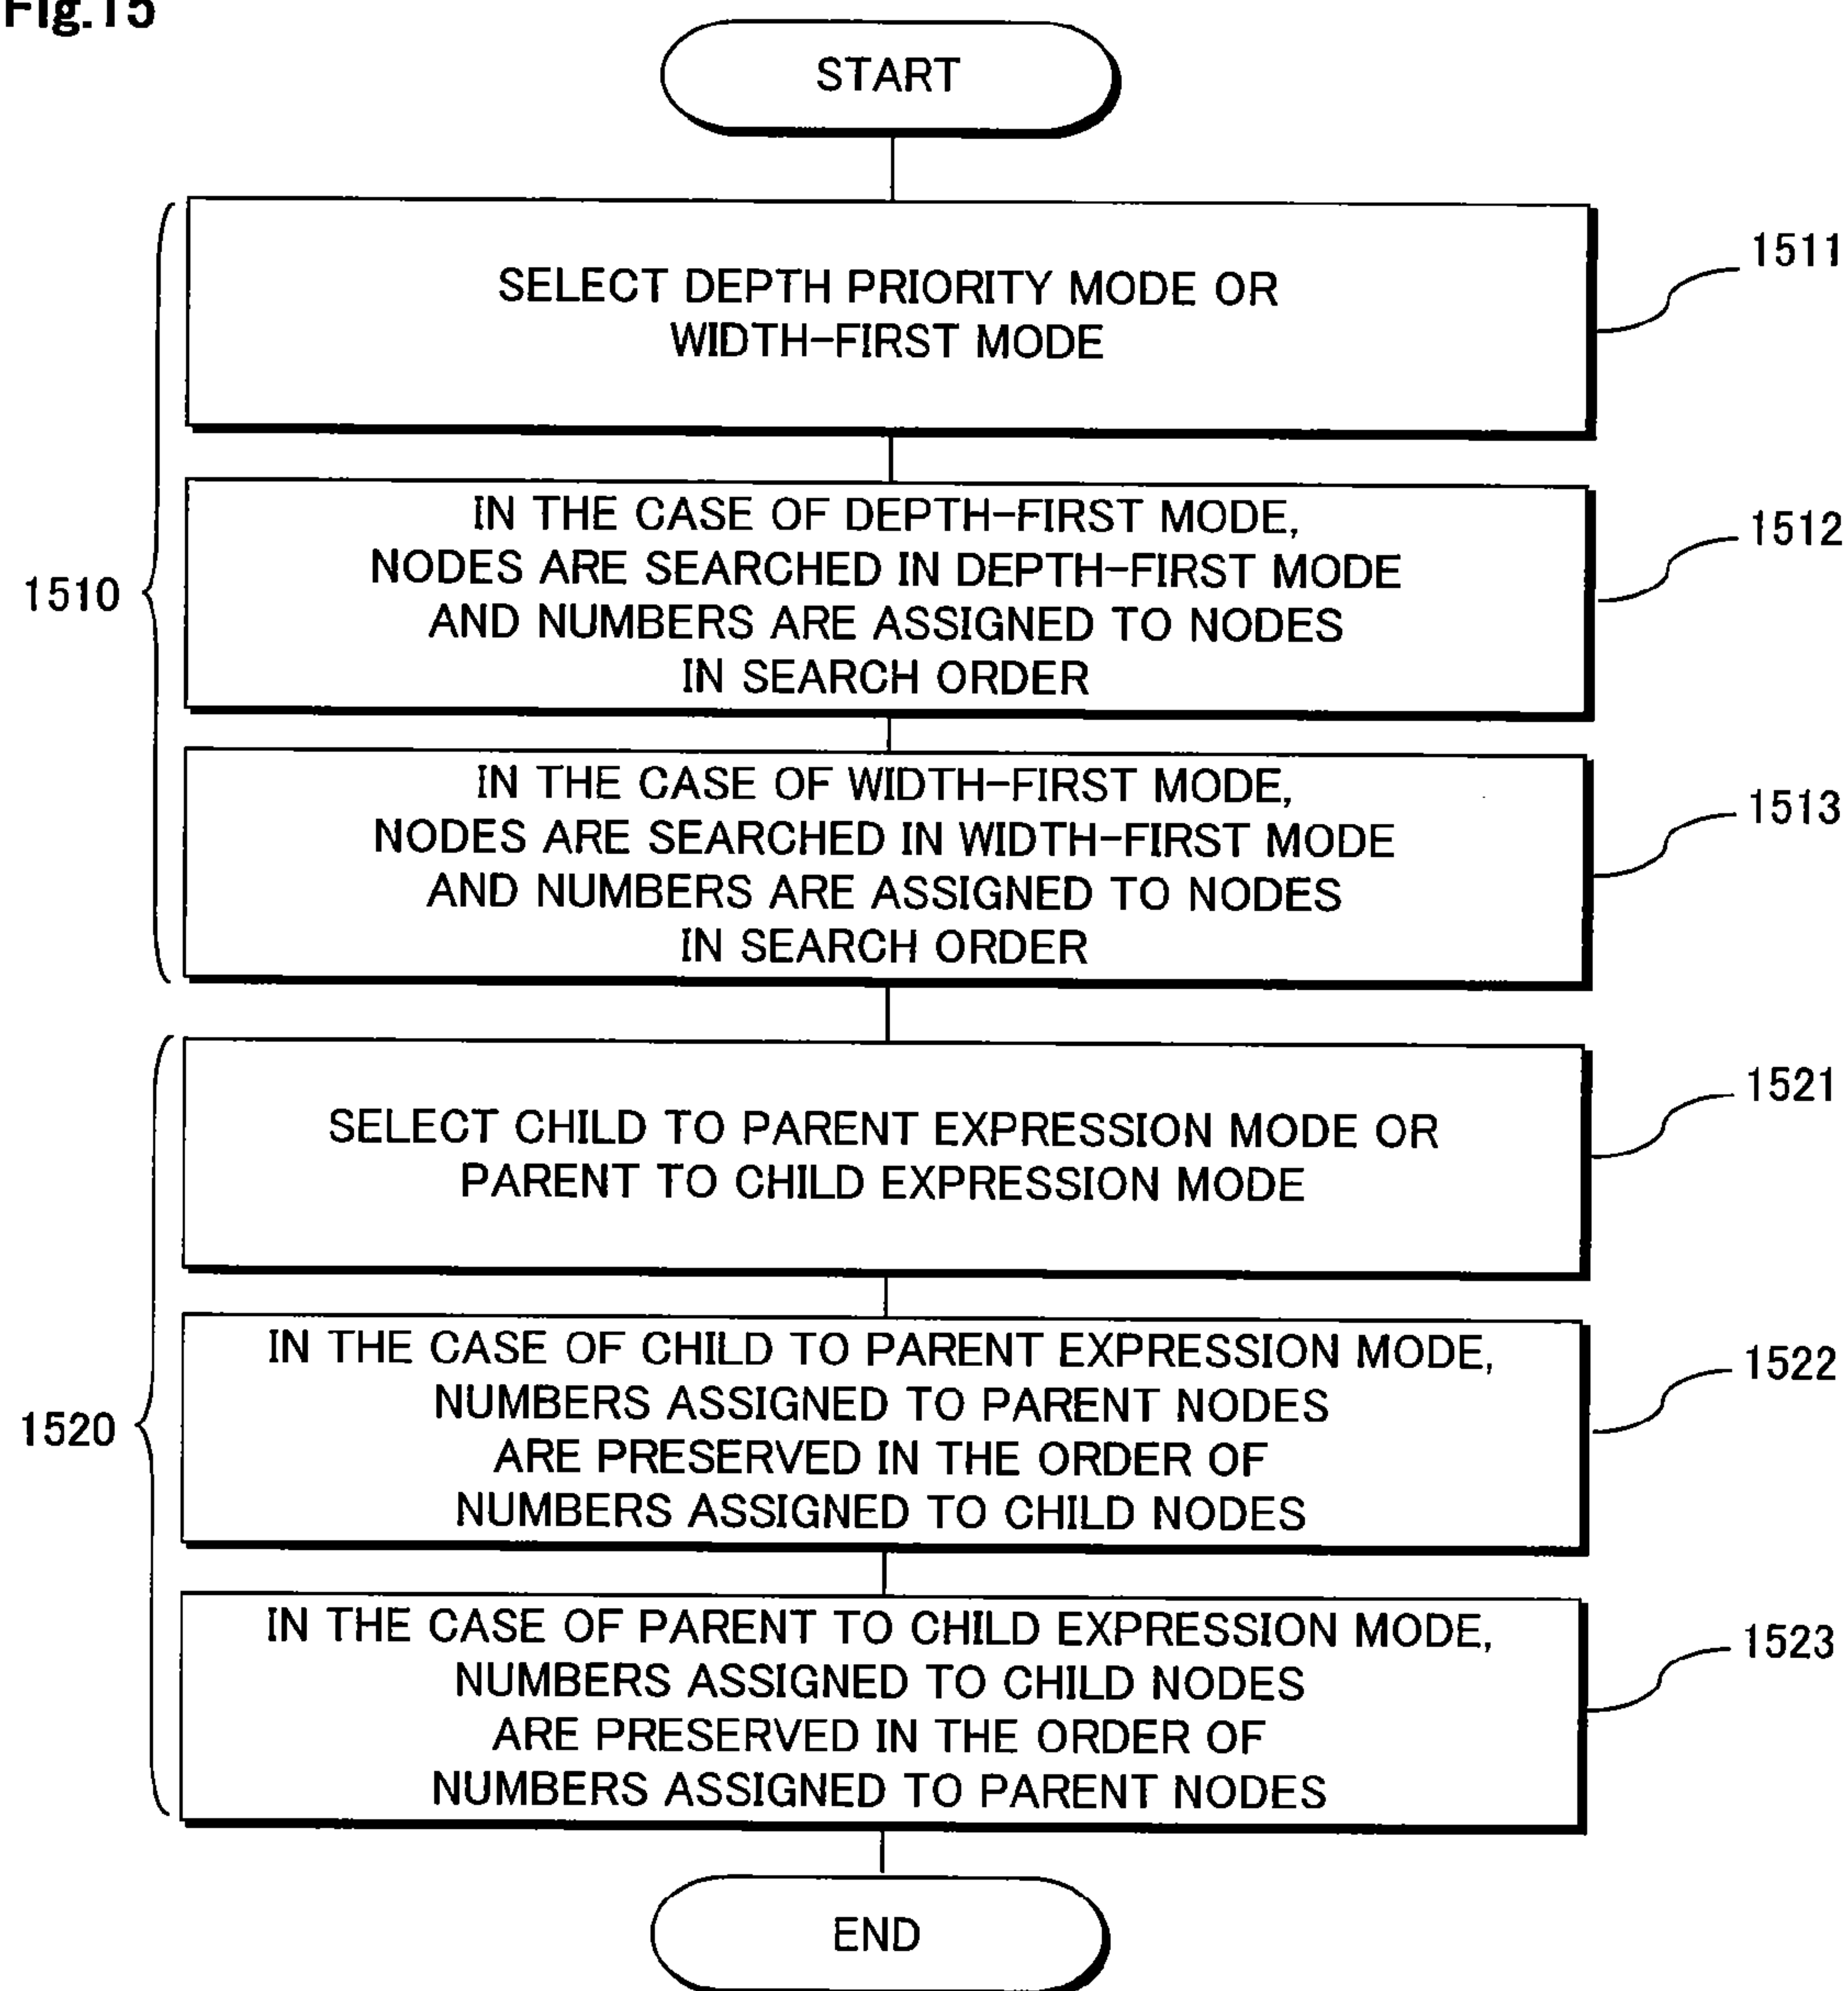 Fig.15
START
SELECT DEPTH PRIORITY MODE OR
WIDTH-FIRST MODE
1511
IN THE CASE OF DEPTH-FIRST MODE,
NODES ARE SEARCHED IN DEPTH-FIRST MODE
AND NUMBERS ARE ASSIGNED TO NODES
IN SEARCH ORDER
1512
1510
IN THE CASE OF WIDTH-FIRST MODE,
NODES ARE SEARCHED IN WIDTH-FIRST MODE
AND NUMBERS ARE ASSIGNED TO NODES
IN SEARCH ORDER
1513
SELECT CHILD TO PARENT EXPRESSION MODE OR
PARENT TO CHILD EXPRESSION MODE
1521
IN THE CASE OF CHILD TO PARENT EXPRESSION MODE,
NUMBERS ASSIGNED TO PARENT NODES
ARE PRESERVED IN THE ORDER OF
NUMBERS ASSIGNED TO CHILD NODES
1522
1520
IN THE CASE OF PARENT TO CHILD EXPRESSION MODE,
NUMBERS ASSIGNED TO CHILD NODES
ARE PRESERVED IN THE ORDER OF
NUMBERS ASSIGNED TO PARENT NODES
1523
END